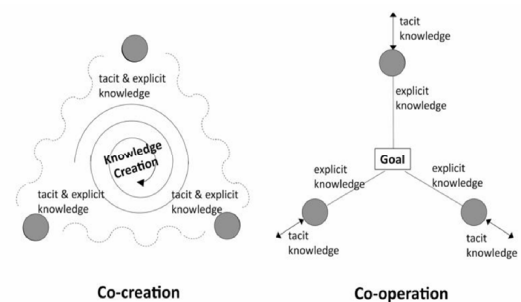 tacit & explicit
knowledge
Knowledge
Creation
tacit & explicit
knowledge
tacit & explicit
knowledge
Co-creation
tacit
knowledge
explicit
knowledge
Goal
explicit
knowledge
explicit
knowledge
tacit
knowledge
tacit
knowledge
Co-operation